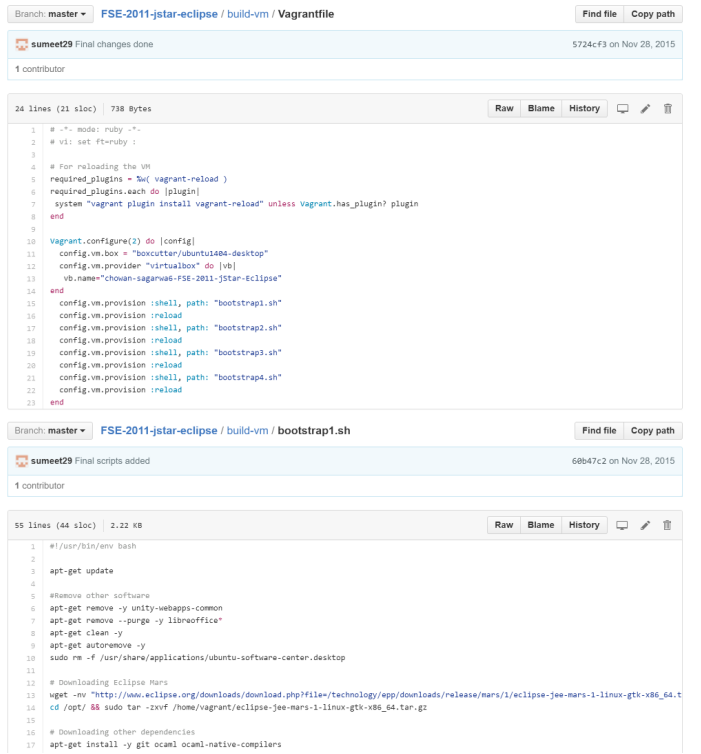 Branch: master FSE-2011-jstar-eclipse / build-vm / Vagrantfile Find file Copy path
sumeet29 Final changes done 5724cf3 on Nov 28, 2015
1 contributor
24 lines (21 sloc) 738 Bytes Raw Blame History
1 # -*- mode: ruby -*-
2 # vi: set ft=ruby :
3
4 # For reloading the VM
5 required_plugins = %w( vagrant-reload )
6 required_plugins.each do |plugin|
7 system "vagrant plugin install vagrant-reload" unless Vagrant.has_plugin? plugin
8 end
9
10 Vagrant.configure(2) do |config|
11 config.vm.box = "boxcutter/ubuntu1404-desktop"
12 config.vm.provider "virtualbox" do |vb|
13 vb.name="chowan-sagarwa6-FSE-2011-jStar-Eclipse"
14 end
15 config.vm.provision :shell, path: "bootstrap1.sh"
16 config.vm.provision :reload
17 config.vm.provision :shell, path: "bootstrap2.sh"
18 config.vm.provision :reload
19 config.vm.provision :shell, path: "bootstrap3.sh"
20 config.vm.provision :reload
21 config.vm.provision :shell, path: "bootstrap4.sh"
22 config.vm.provision :reload
23 end
Branch: master FSE-2011-jstar-eclipse / build-vm / bootstrap1.sh Find file Copy path
sumeet29 Final scripts added 60b47c2 on Nov 28, 2015
1 contributor
55 lines (44 sloc) 2.22 KB Raw Blame History
1 #!/usr/bin/env bash
2
3 apt-get update
4
5 #Remove other software
6 apt-get remove -y unity-webapps-common
7 apt-get remove --purge -y libreoffice*
8 apt-get clean -y
9 apt-get autoremove -y
10 sudo rm -f /usr/share/applications/ubuntu-software-center.desktop
11
12 # Downloading Eclipse Mars
13 wget -nv "http://www.eclipse.org/downloads/download.php?file=/technology/epp/downloads/release/mars/1/eclipse-jee-mars-1-linux-gtk-x86_64.t
14 cd /opt/ && sudo tar -zxvf /home/vagrant/eclipse-jee-mars-1-linux-gtk-x86_64.tar.gz
15
16 # Downloading other dependencies
17 apt-get install -y git ocaml ocaml-native-compilers